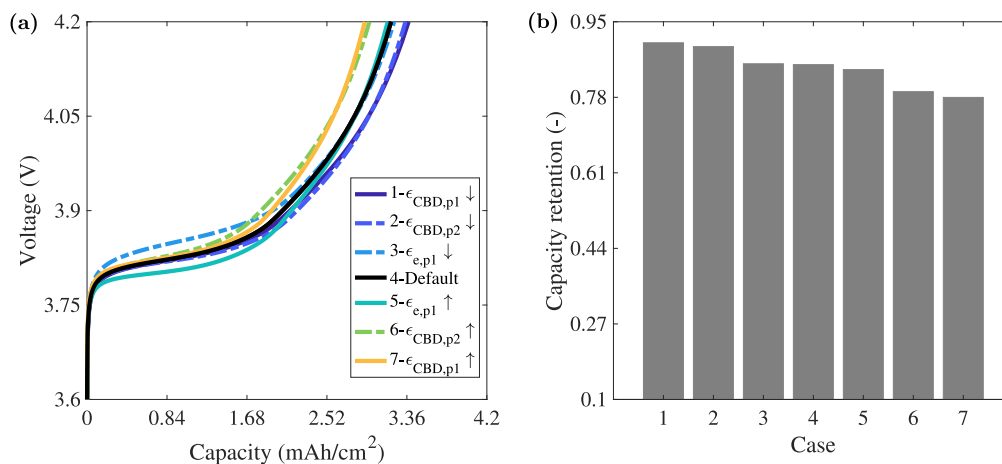 (a)
4.2
4.05
3.9
3.75
3.6
Voltage (V)
0 0.84 1.68 2.52 3.36 4.2
Capacity (mAh/cm²)
1-ϵCBD,p1 ↓
2-ϵCBD,p2 ↓
3-ϵe,p1 ↓
4-Default
5-ϵe,p1 ↑
6-ϵCBD,p2 ↑
7-ϵCBD,p1 ↑
(b)
0.95
0.78
0.61
0.44
0.27
0.1
Capacity retention (-)
1 2 3 4 5 6 7
Case